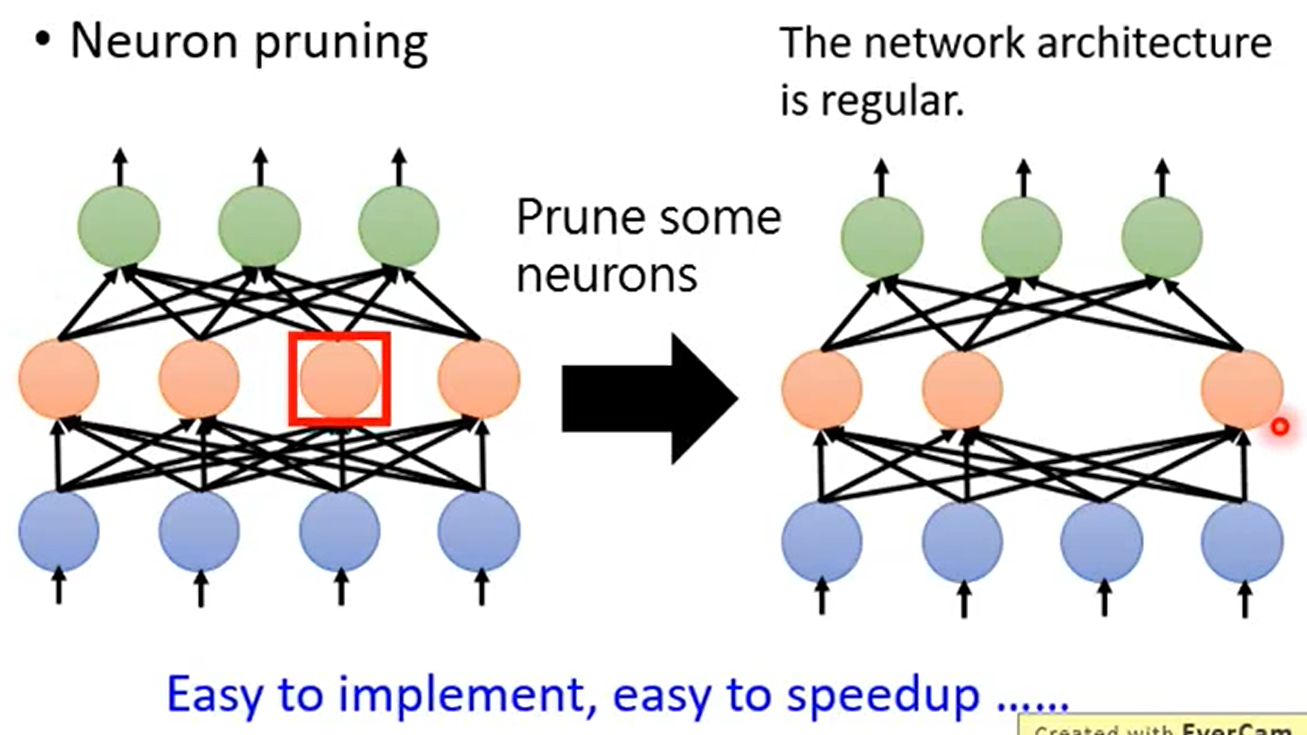 • Neuron pruning
The network architecture
is regular.
Prune some
neurons
Easy to implement, easy to speedup ……
Created with EverCam